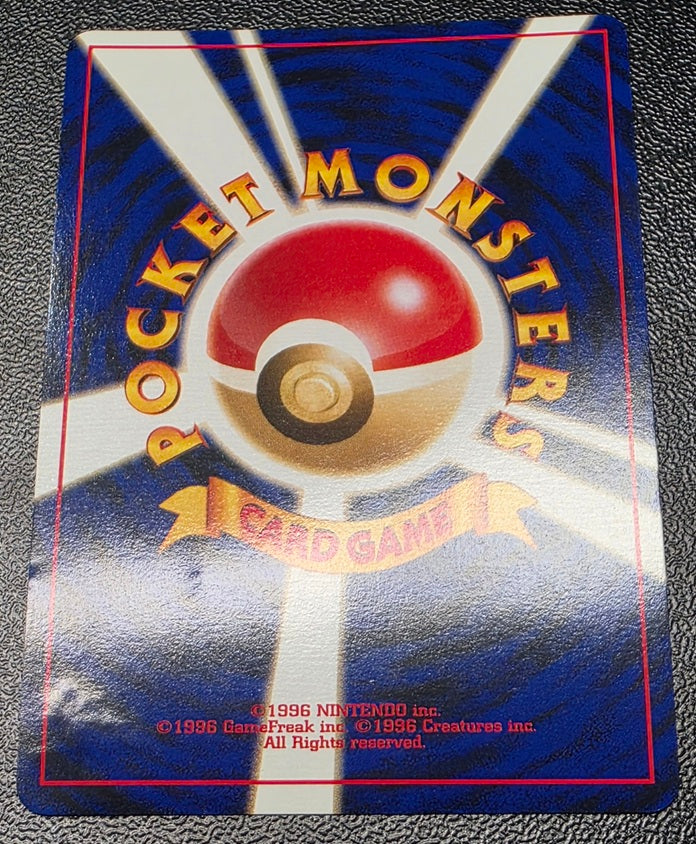 POCKET MONSTERS
CARD GAME
©1996 NINTENDO inc.
©1996 GameFreak inc. ©1996 Creatures inc.
All Rights reserved.